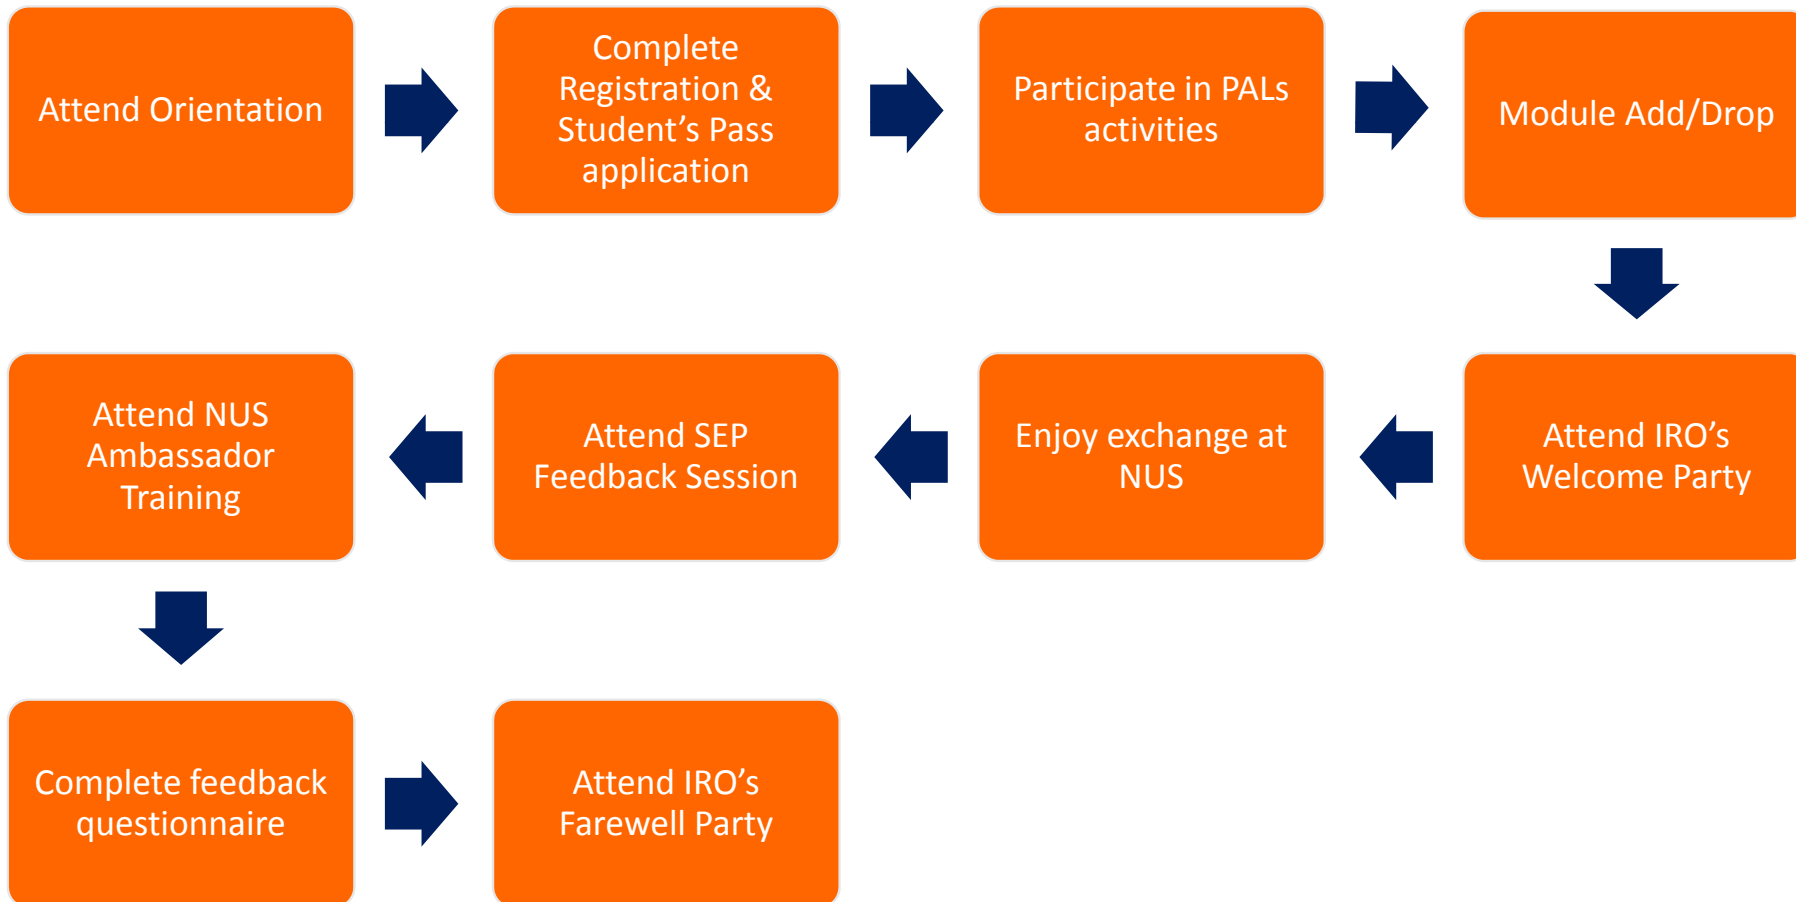 Attend Orientation
Complete
Registration &
Student’s Pass
application
Participate in PALs
activities
Module Add/Drop
Attend IRO’s
Welcome Party
Enjoy exchange at
NUS
Attend SEP
Feedback Session
Attend NUS
Ambassador
Training
Complete feedback
questionnaire
Attend IRO’s
Farewell Party